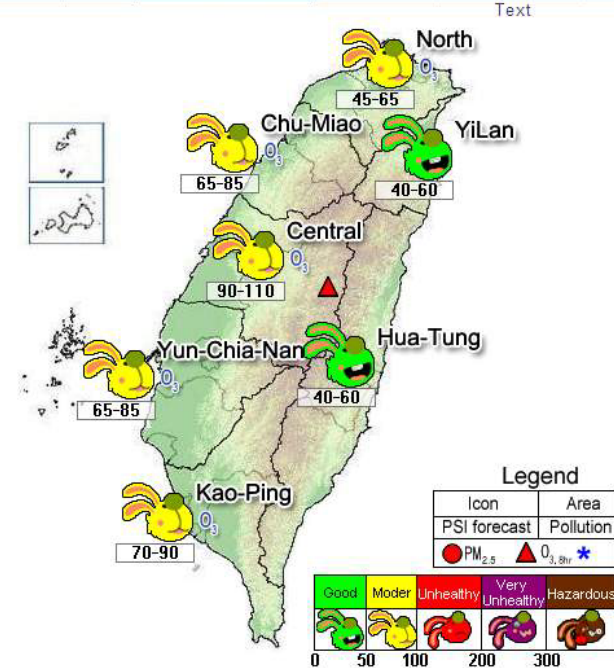 Text
North
O3
45-65
Chu-Miao
O3
65-85
YiLan
40-60
Central
O3
90-110
Hua-Tung
40-60
Yun-Chia-Nan
O3
65-85
Kao-Ping
O3
70-90
Legend
Icon Area
PSI forecast Pollution
PM2.5 O3, 8hr *
Good Moder Unhealthy Very Unhealthy Hazardous
0 50 100 200 300